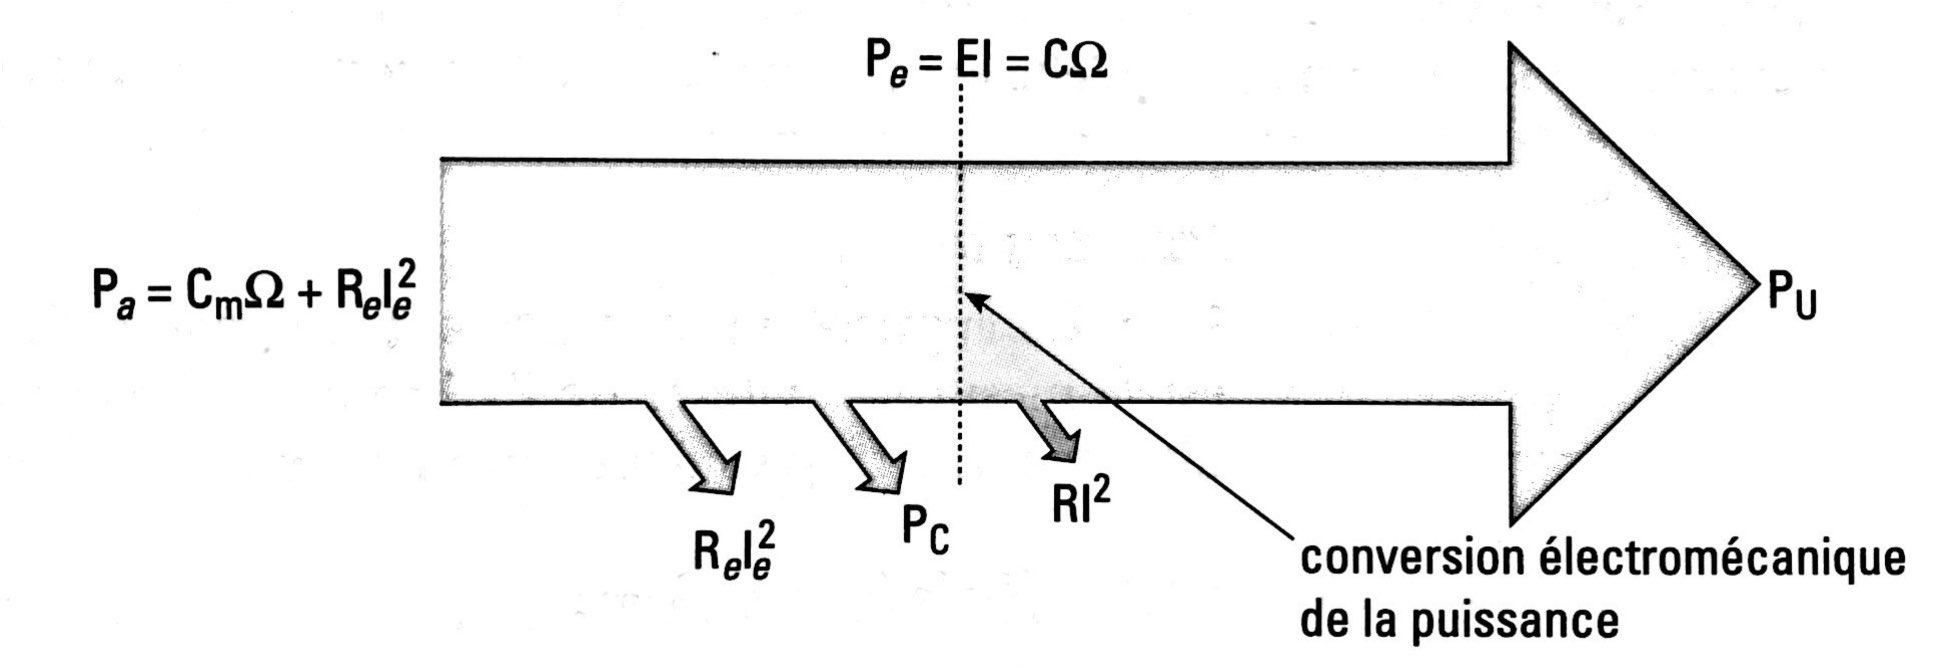 Pe = EI = CΩ
Pa = CmΩ + ReIe²
PU
ReIe²
PC
RI²
conversion électromécanique
de la puissance